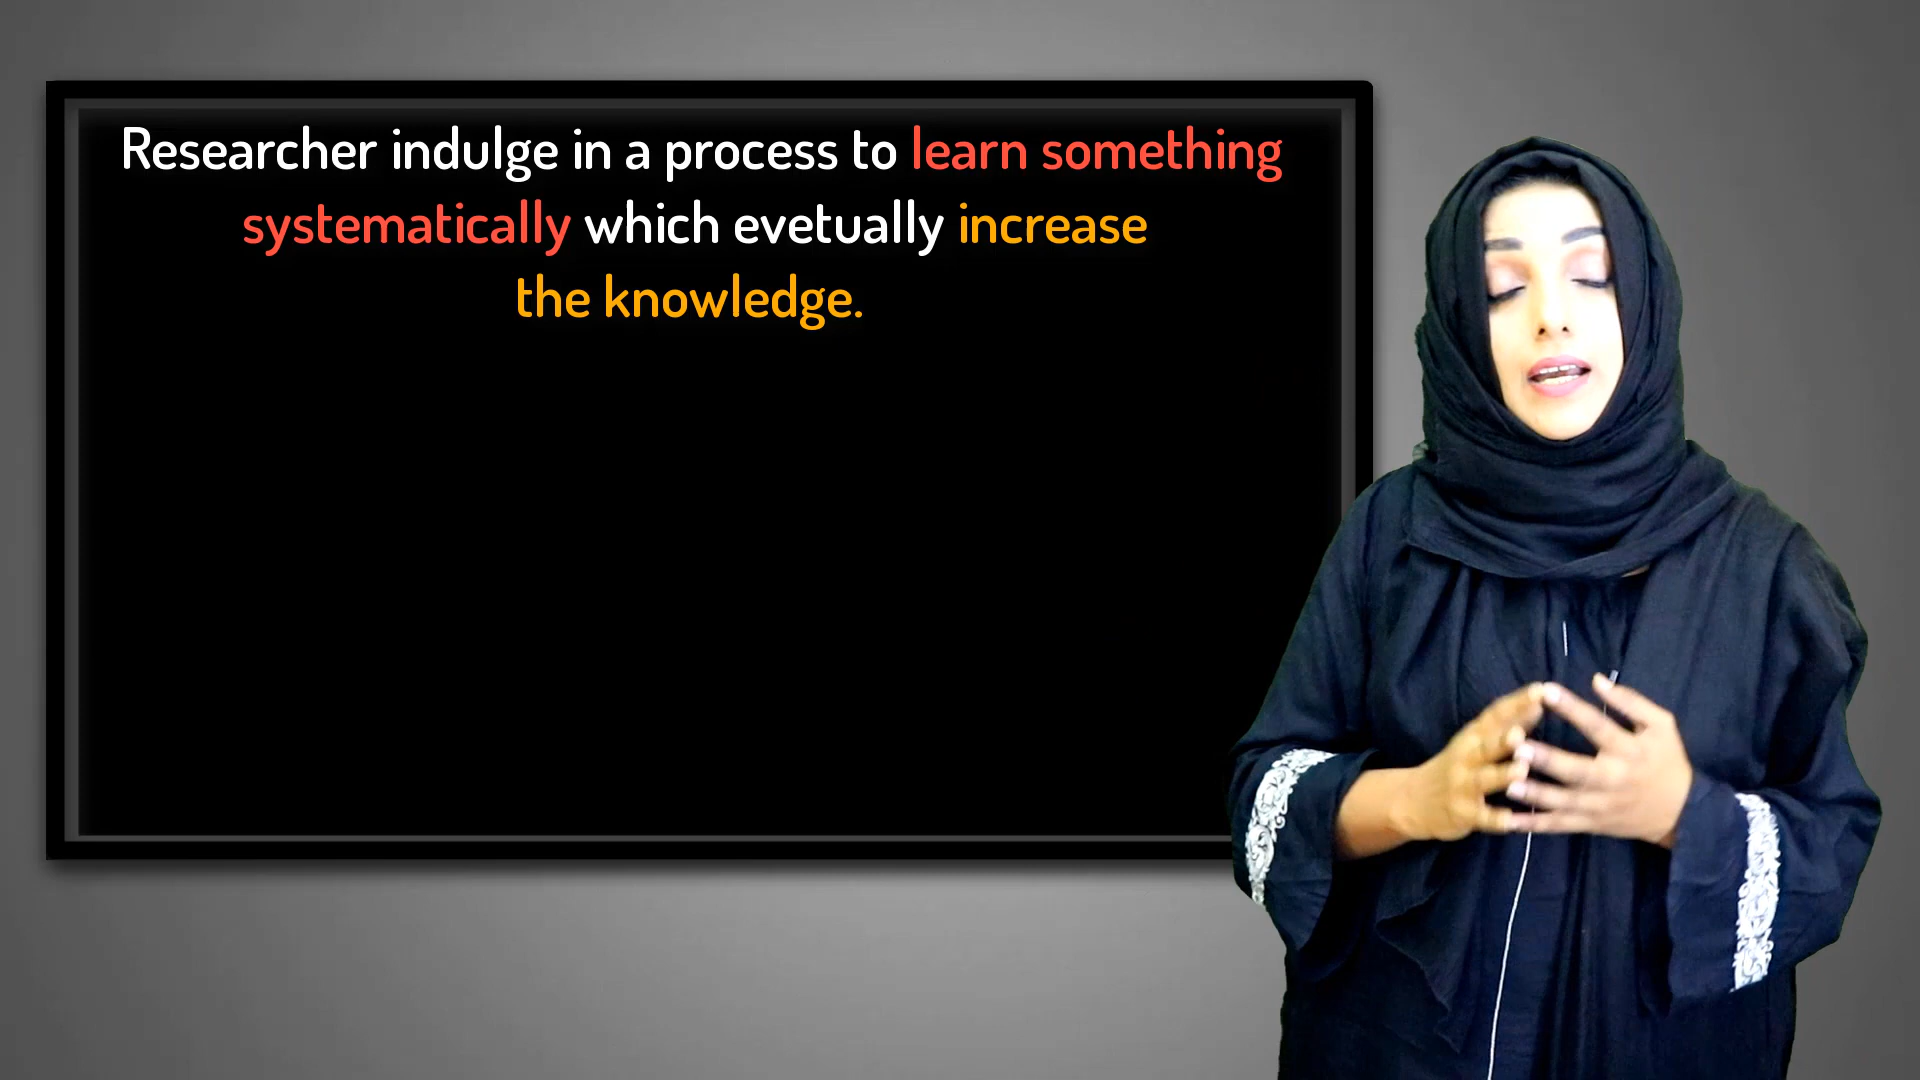 Researcher indulge in a process to learn something
systematically which evetually increase
the knowledge.